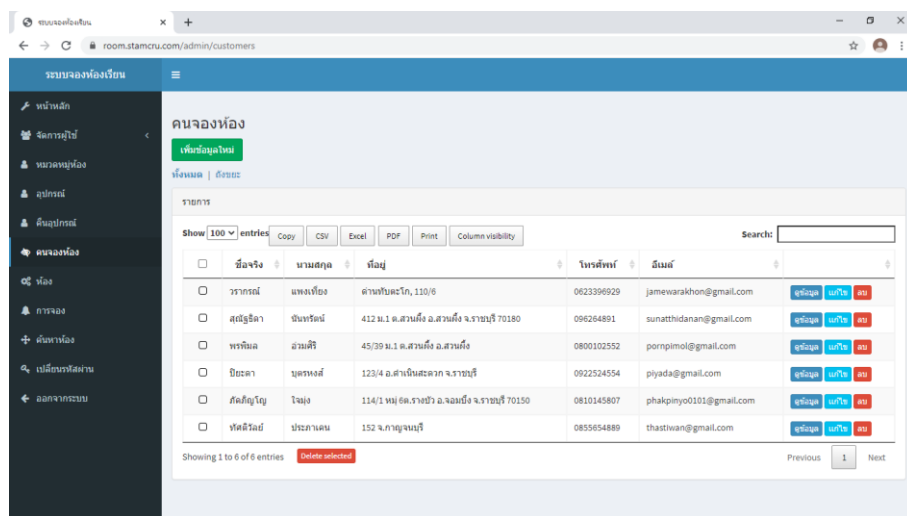 ระบบจองห้องเรียน
room.stamcru.com/admin/customers
ระบบจองห้องเรียน
หน้าหลัก
จัดการผู้ใช้
หมวดหมู่ห้อง
อุปกรณ์
คืนอุปกรณ์
คนจองห้อง
ห้อง
การจอง
ค้นหาห้อง
เปลี่ยนรหัสผ่าน
ออกจากระบบ
คนจองห้อง
เพิ่มข้อมูลใหม่
ทั้งหมด | ถังขยะ
รายการ
Show 100 entries Copy CSV Excel PDF Print Column visibility Search:
ชื่อจริง นามสกุล ที่อยู่ โทรศัพท์ อีเมล์
วรากรณ์ แพงเที่ยง ด่านทับตะโก, 110/6 0623396929 jamewarakhon@gmail.com ดูข้อมูล แก้ไข ลบ
สุณัฐธิดา นันทรัตน์ 412 ม.1 ต.สวนผึ้ง อ.สวนผึ้ง จ.ราชบุรี 70180 096264891 sunatthidanan@gmail.com ดูข้อมูล แก้ไข ลบ
พรพิมล อ่วมศิริ 45/39 ม.1 ต.สวนผึ้ง อ.สวนผึ้ง 0800102552 pornpimol@gmail.com ดูข้อมูล แก้ไข ลบ
ปิยะดา บุตรหงส์ 123/4 อ.ดำเนินสะดวก จ.ราชบุรี 0922524554 piyada@gmail.com ดูข้อมูล แก้ไข ลบ
ภัคภิญโญ ใจมุ่ง 114/1 หมู่ 6ต.รางบัว อ.จอมบึง จ.ราชบุรี 70150 0810145807 phakpinyo0101@gmail.com ดูข้อมูล แก้ไข ลบ
ทัศติวัลย์ ประภาเดน 152 จ.กาญจนบุรี 0855654889 thastiwan@gmail.com ดูข้อมูล แก้ไข ลบ
Showing 1 to 6 of 6 entries Delete selected Previous 1 Next